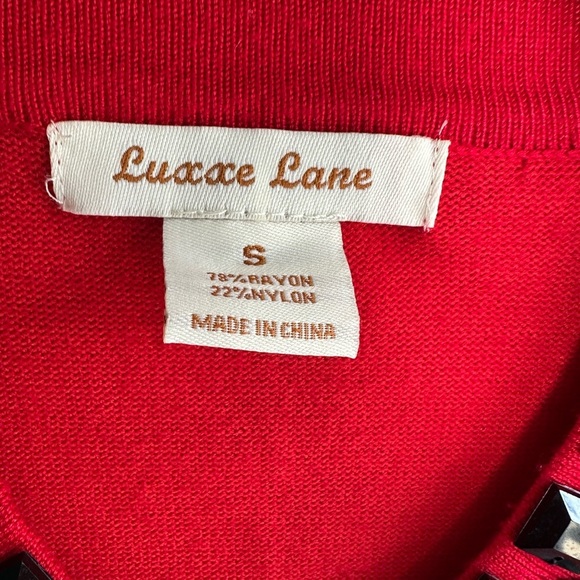 Luxxe Lane
S
78%RAYON
22%NYLON
MADE IN CHINA